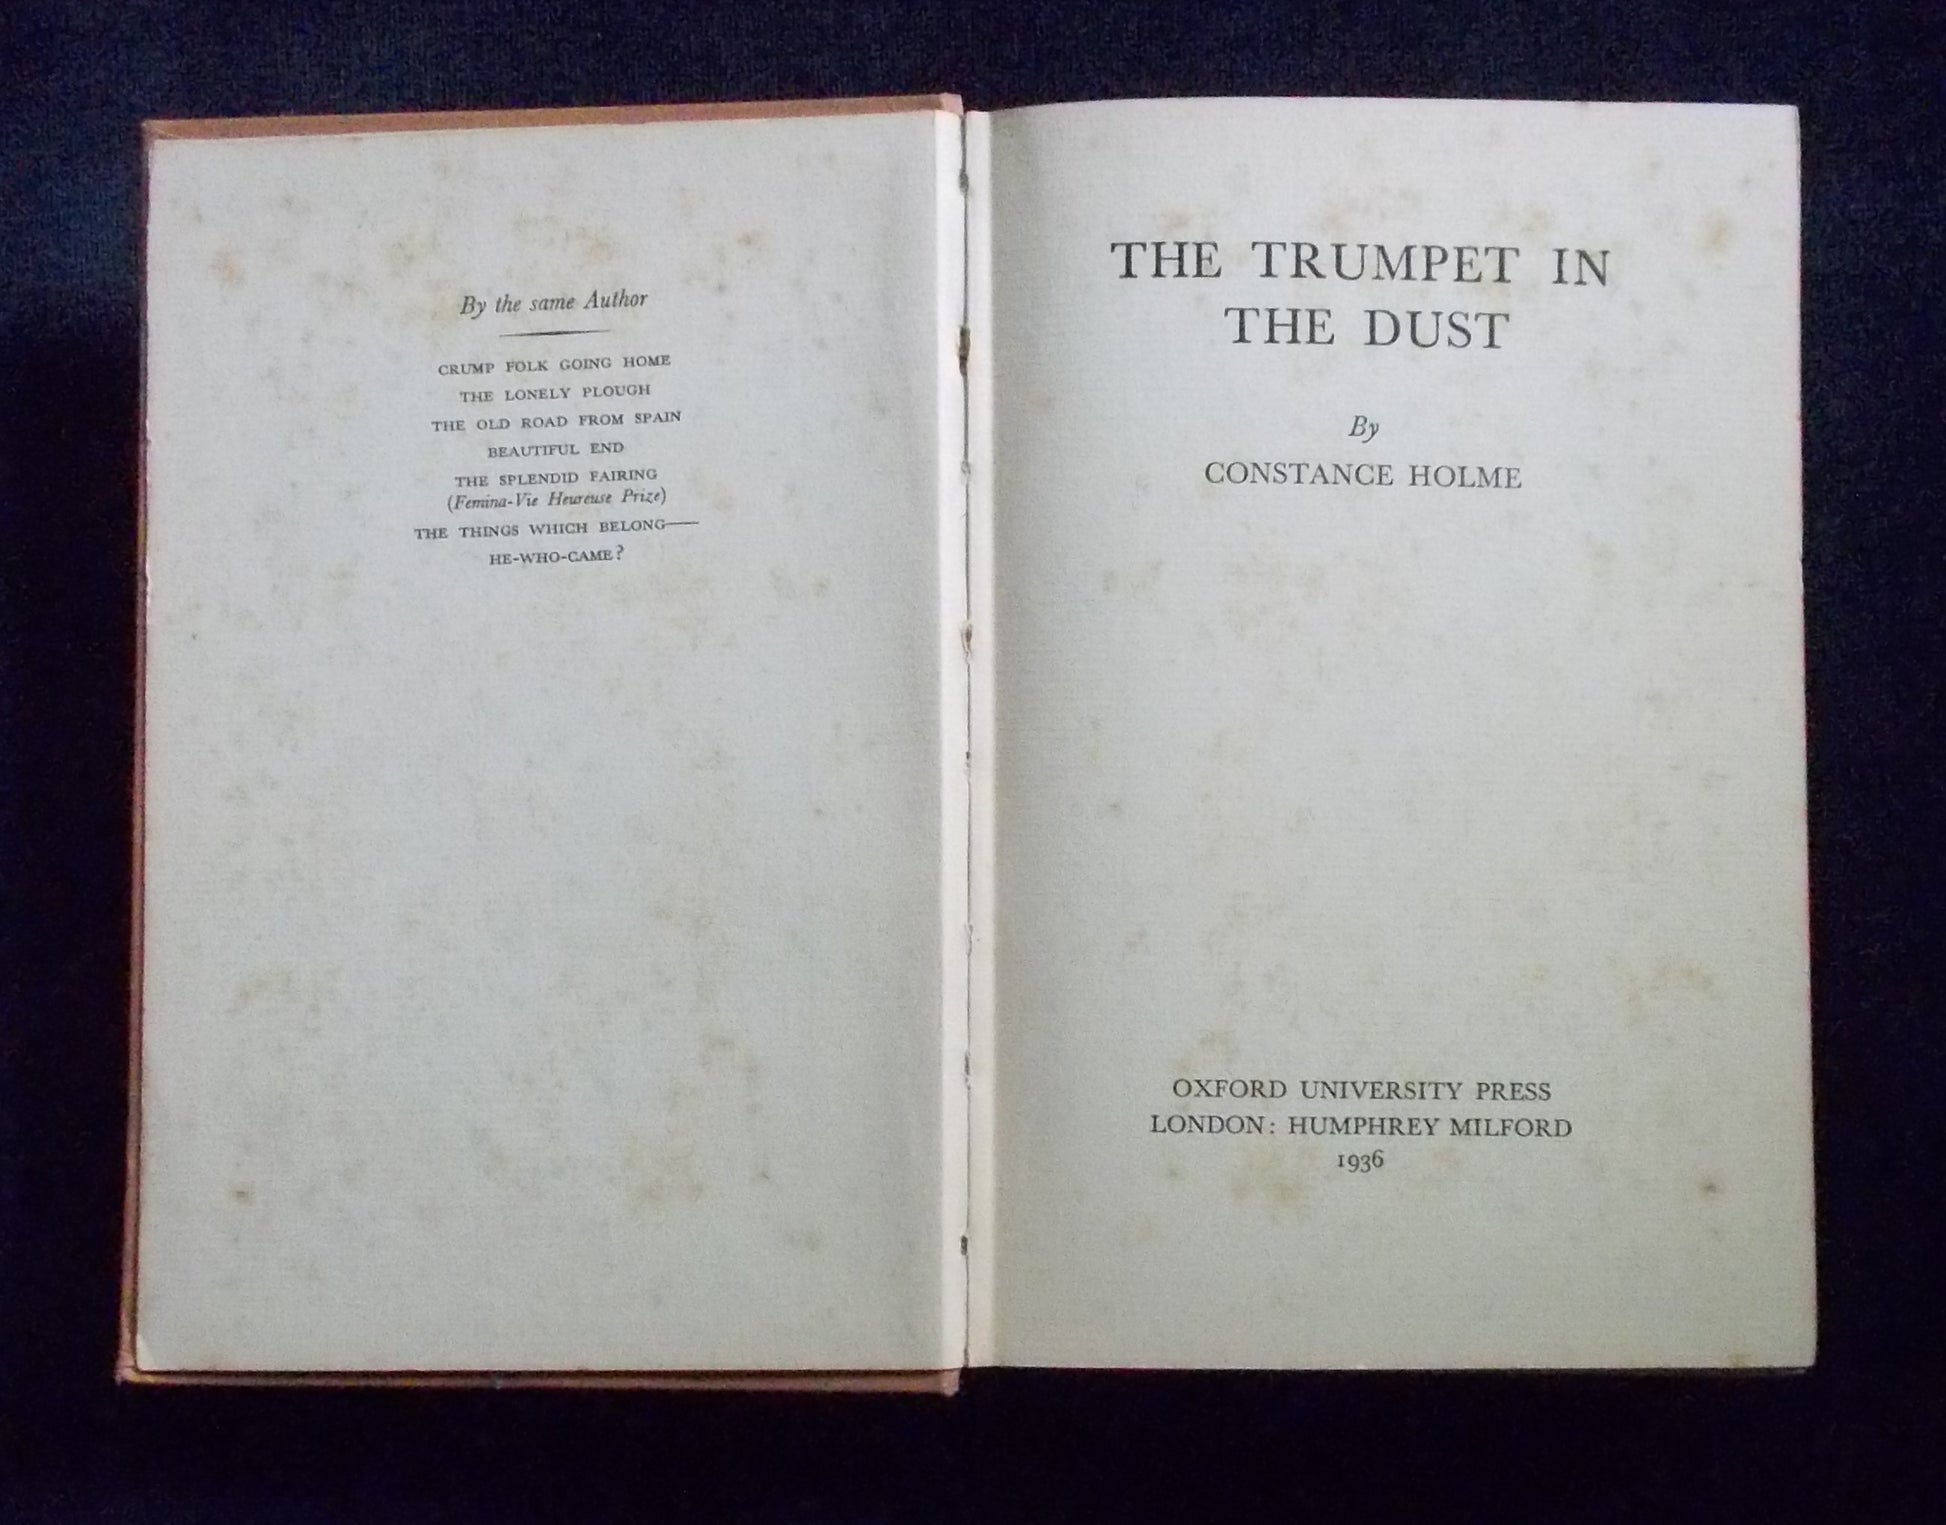 By the same Author
CRUMP FOLK GOING HOME
THE LONELY PLOUGH
THE OLD ROAD FROM SPAIN
BEAUTIFUL END
THE SPLENDID FAIRING
(Femina-Vie Heureuse Prize)
THE THINGS WHICH BELONG——
HE-WHO-CAME?
THE TRUMPET IN
THE DUST
By
CONSTANCE HOLME
OXFORD UNIVERSITY PRESS
LONDON: HUMPHREY MILFORD
1936